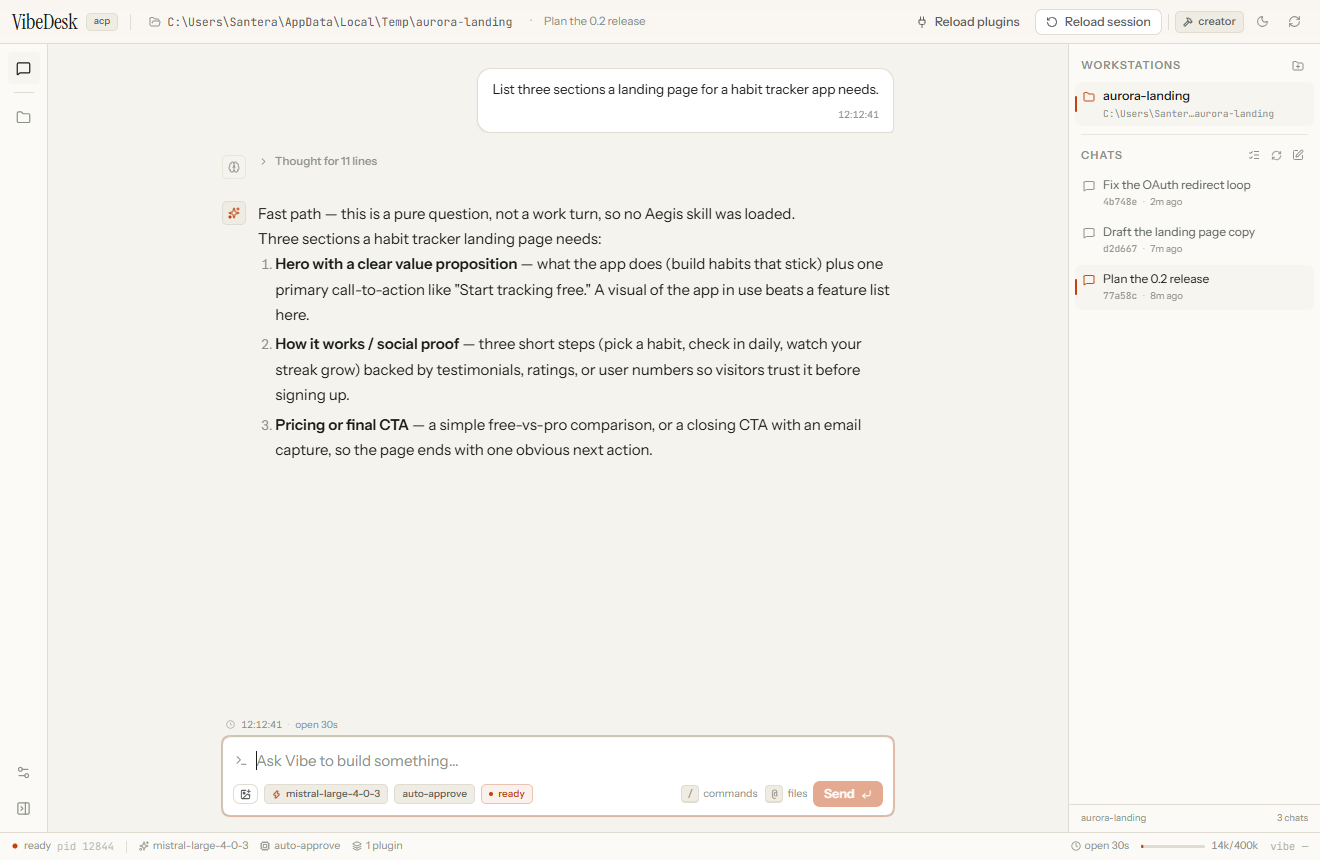 VibeDesk acp C:\Users\Santera\AppData\Local\Temp\aurora-landing · Plan the 0.2 release Reload plugins Reload session creator
List three sections a landing page for a habit tracker app needs.
12:12:41
Thought for 11 lines
Fast path — this is a pure question, not a work turn, so no Aegis skill was loaded.
Three sections a habit tracker landing page needs:
1. Hero with a clear value proposition — what the app does (build habits that stick) plus one
primary call-to-action like "Start tracking free." A visual of the app in use beats a feature list
here.
2. How it works / social proof — three short steps (pick a habit, check in daily, watch your
streak grow) backed by testimonials, ratings, or user numbers so visitors trust it before
signing up.
3. Pricing or final CTA — a simple free-vs-pro comparison, or a closing CTA with an email
capture, so the page ends with one obvious next action.
12:12:41 · open 30s
Ask Vibe to build something...
mistral-large-4-0-3 auto-approve ready / commands @ files Send
WORKSTATIONS
aurora-landing
C:\Users\Santer…aurora-landing
CHATS
Fix the OAuth redirect loop
4b748e · 2m ago
Draft the landing page copy
d2d667 · 7m ago
Plan the 0.2 release
77a58c · 8m ago
aurora-landing 3 chats
ready pid 12844 mistral-large-4-0-3 auto-approve 1 plugin open 30s 14k/400k vibe —